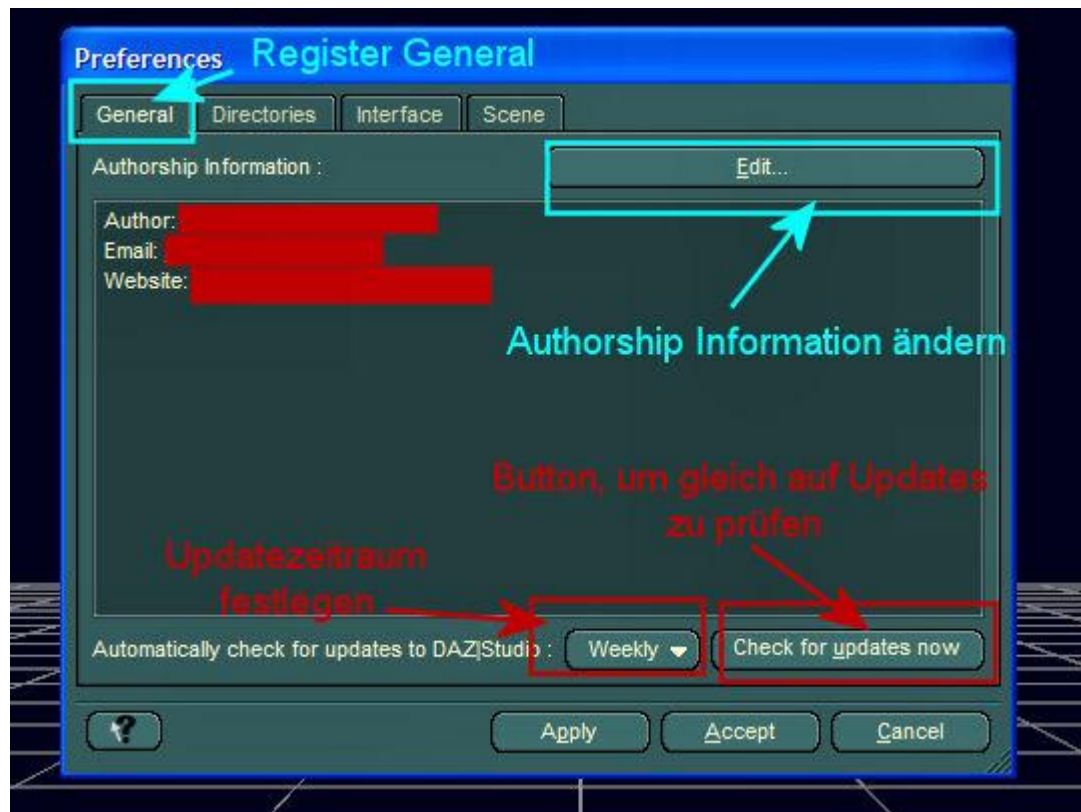 Preferences
Register General
General
Directories
Interface
Scene
Authorship Information :
Edit...
Author:
Email:
Website:
Authorship Information ändern
Button, um gleich auf Updates
zu prüfen
Updatezeitraum
festlegen
Automatically check for updates to DAZ|Studio :
Weekly
Check for updates now
?
Apply
Accept
Cancel